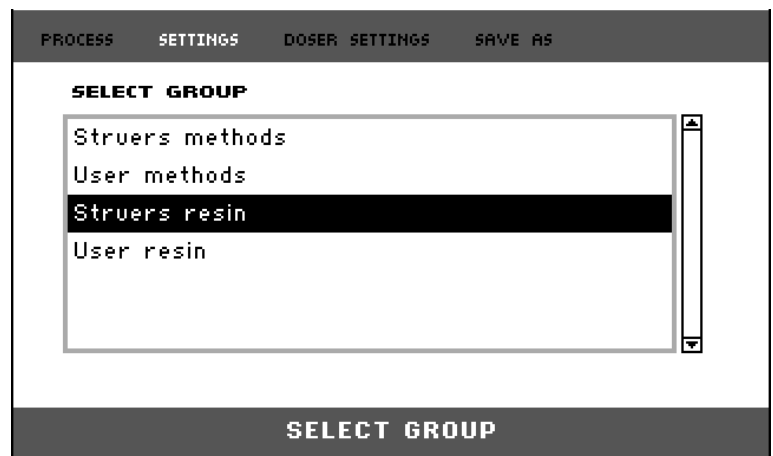 PROCESS SETTINGS DOSER SETTINGS SAVE AS
SELECT GROUP
Struers methods
User methods
Struers resin
User resin
SELECT GROUP